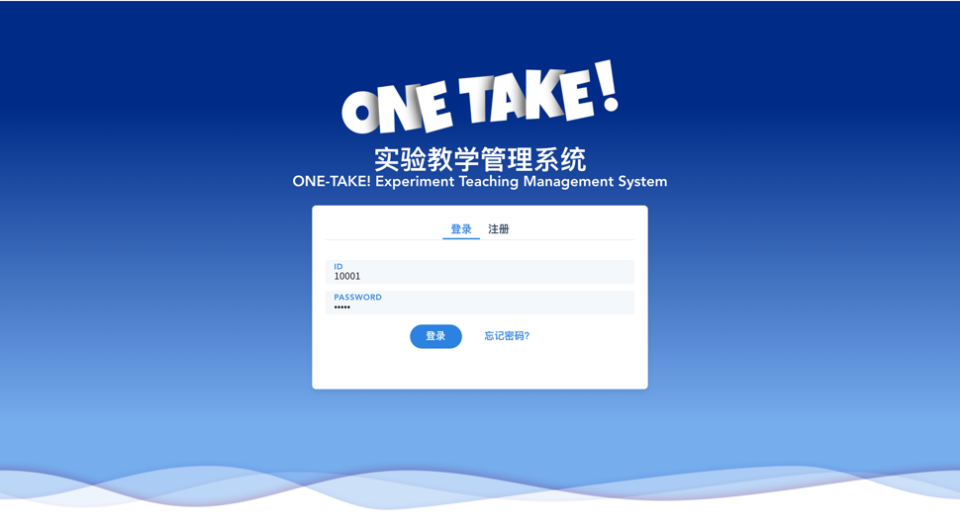 ONE TAKE!
实验教学管理系统
ONE-TAKE! Experiment Teaching Management System
登录 注册
ID
10001
PASSWORD
•••••
登录 忘记密码?